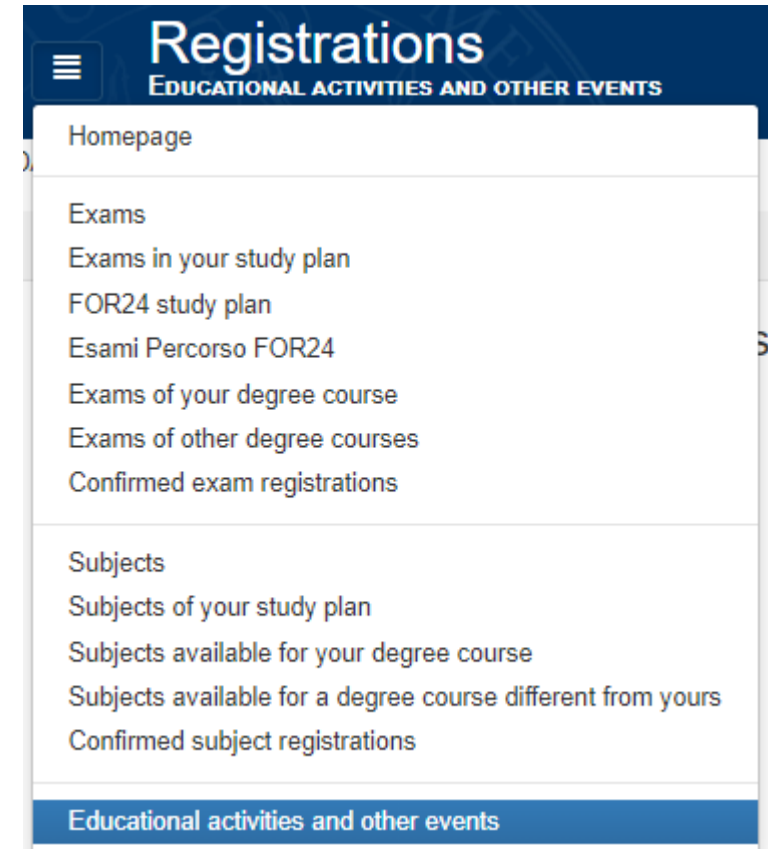 Registrations
EDUCATIONAL ACTIVITIES AND OTHER EVENTS
Homepage
Exams
Exams in your study plan
FOR24 study plan
Esami Percorso FOR24
Exams of your degree course
Exams of other degree courses
Confirmed exam registrations
Subjects
Subjects of your study plan
Subjects available for your degree course
Subjects available for a degree course different from yours
Confirmed subject registrations
Educational activities and other events